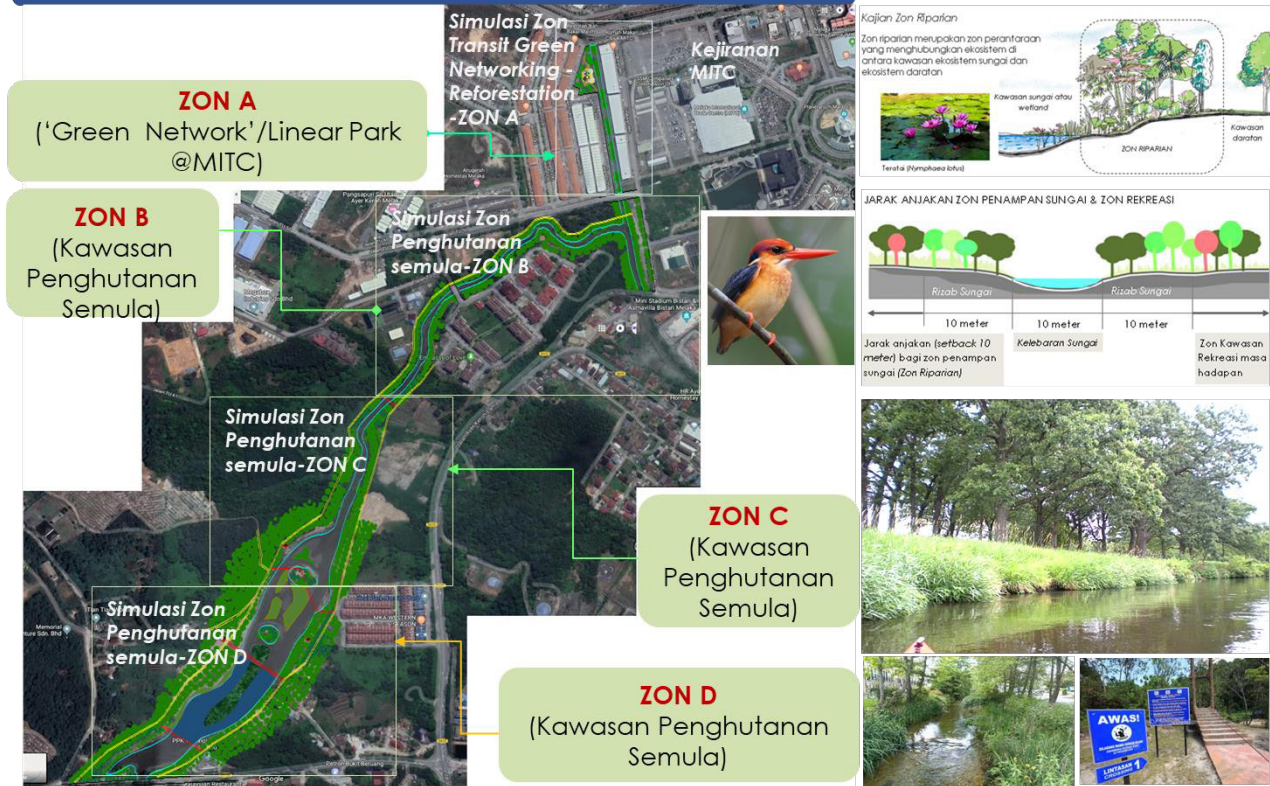 Simulasi Zon
Transit Green
Networking -
Reforestation
-ZON A
Kejiranan
MITC
ZON A
(‘Green Network’/Linear Park
@MITC)
ZON B
(Kawasan
Penghutanan
Semula)
Simulasi Zon
Penghutanan
semula-ZON B
Simulasi Zon
Penghutanan
semula-ZON C
ZON C
(Kawasan
Penghutanan
Semula)
Simulasi Zon
Penghutanan
semula-ZON D
ZON D
(Kawasan Penghutanan
Semula)
Google
Kajian Zon Riparian
Zon riparian merupakan zon perantaraan
yang menghubungkan ekosistem di
antara kawasan ekosistem sungai dan
ekosistem daratan
Kawasan sungai atau
wetland
Teratai (Nymphaea lotus)
ZON RIPARIAN
Kawasan
daratan
JARAK ANJAKAN ZON PENAMPAN SUNGAI & ZON REKREASI
Rizab Sungai
Rizab Sungai
10 meter
10 meter
10 meter
Jarak anjakan (setback 10
meter) bagi zon penampan
sungai (Zon Riparian)
Kelebaran Sungai
Zon Kawasan
Rekreasi masa
hadapan
AWAS!
LINTASAN
CROSSING 1